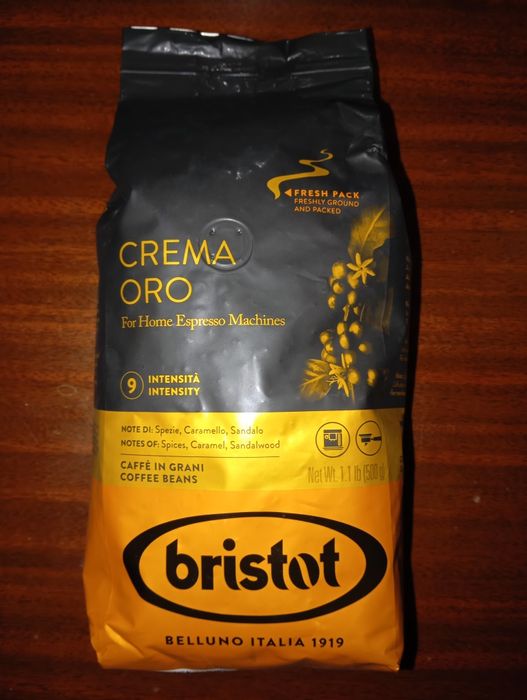 FRESH PACK
FRESHLY GROUND
AND PACKED
CREMA
ORO
For Home Espresso Machines
9 INTENSITÀ
INTENSITY
NOTE DI: Spezie, Caramello, Sandalo
NOTES OF: Spices, Caramel, Sandalwood
CAFFÈ IN GRANI
COFFEE BEANS
Net Wt. 1.1 lb (500 g)
bristot
BELLUNO ITALIA 1919